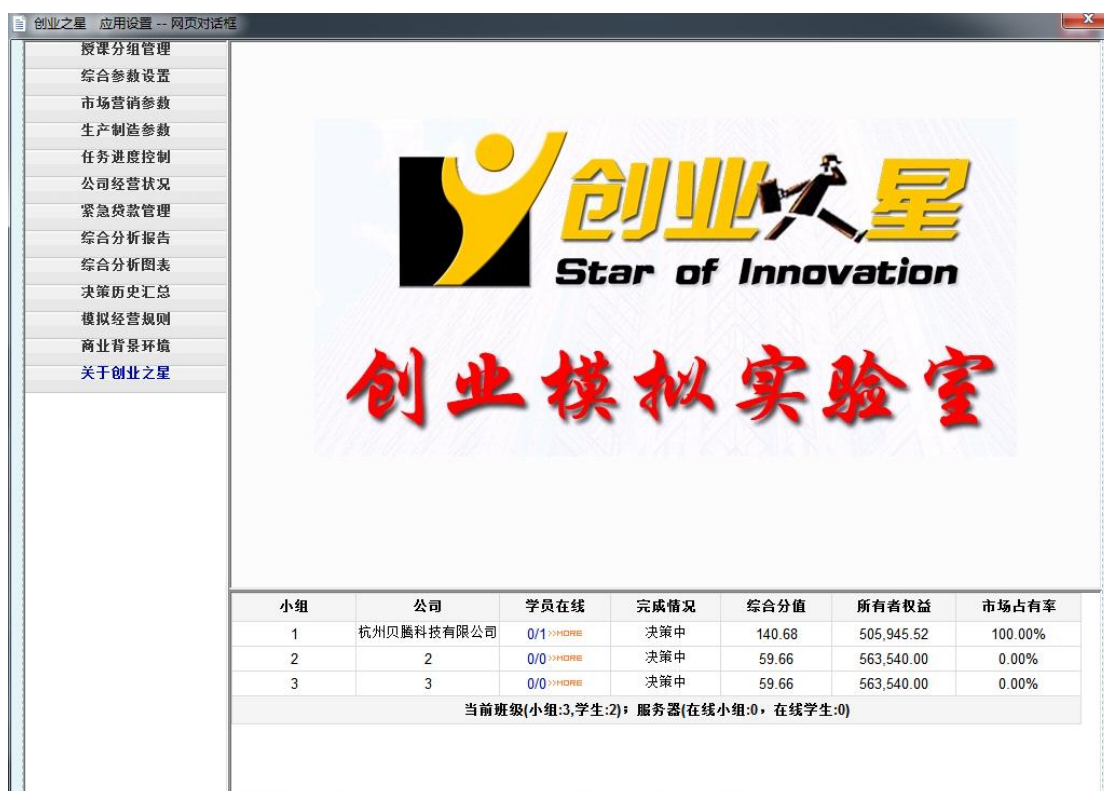 创业之星 应用设置 -- 网页对话框
授课分组管理
综合参数设置
市场营销参数
生产制造参数
任务进度控制
公司经营状况
紧急贷款管理
综合分析报告
综合分析图表
决策历史汇总
模拟经营规则
商业背景环境
关于创业之星
创业之星
Star of Innovation
创业模拟实验室
小组 公司 学员在线 完成情况 综合分值 所有者权益 市场占有率
1 杭州贝腾科技有限公司 0/1 >>MORE 决策中 140.68 505,945.52 100.00%
2 2 0/0 >>MORE 决策中 59.66 563,540.00 0.00%
3 3 0/0 >>MORE 决策中 59.66 563,540.00 0.00%
当前班级(小组:3,学生:2)；服务器(在线小组:0，在线学生:0)